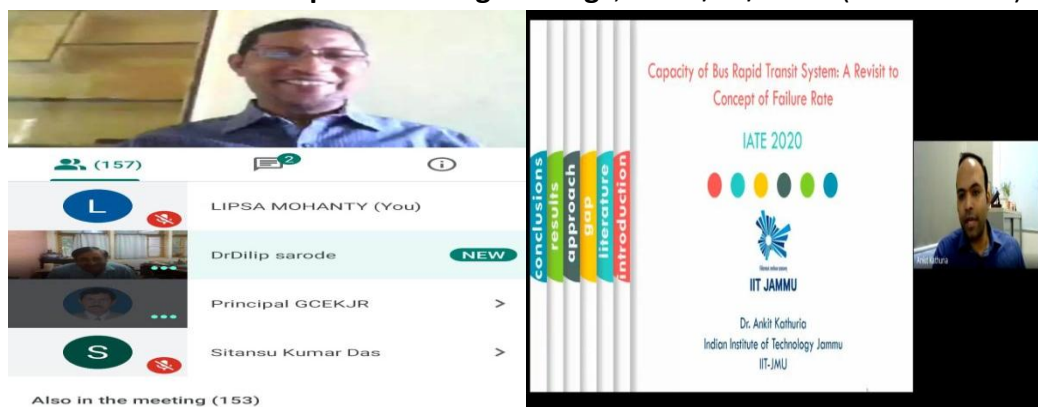 (157)
2
L
LIPSA MOHANTY (You)
DrDilip sarode
NEW
Principal GCEKJR
S
Sitansu Kumar Das
Also in the meeting (153)
conclusions
results
approach
gap
literature
introduction
Capacity of Bus Rapid Transit System: A Revisit to
Concept of Failure Rate
IATE 2020
IIT JAMMU
Dr. Ankit Kathuria
Indian Institute of Technology Jammu
IIT-JMU
Ankit Kathuria